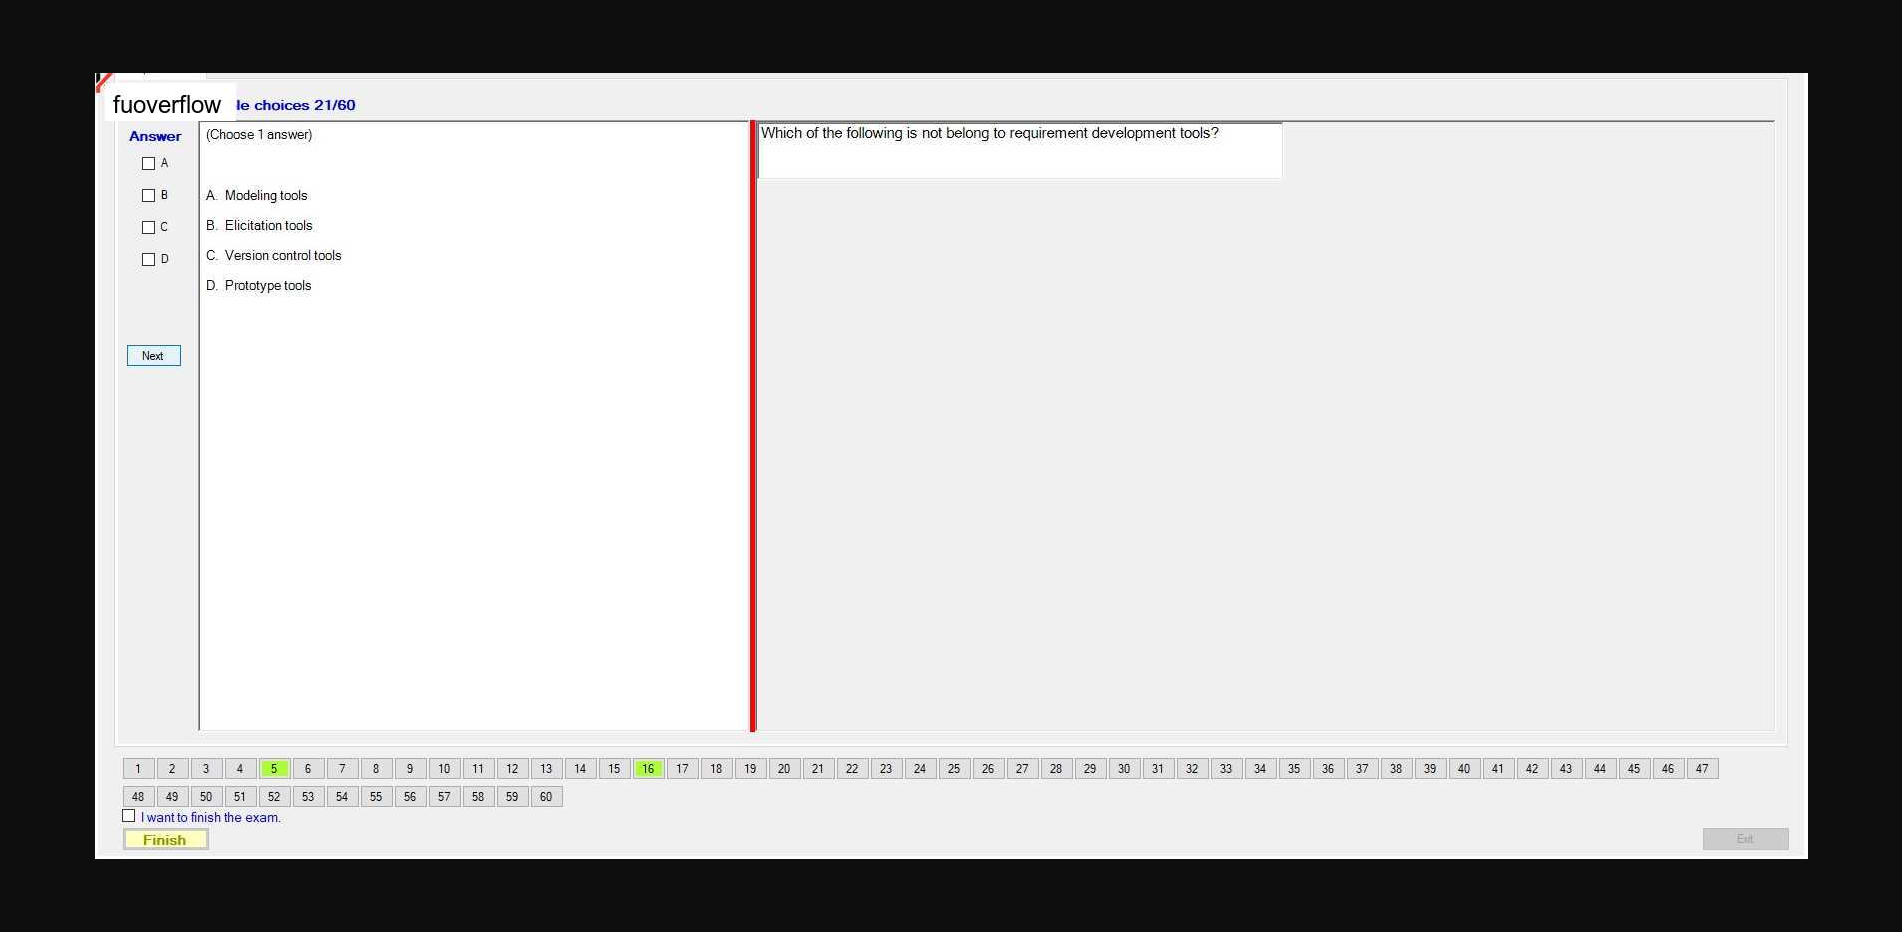 fuoverflow
le choices 21/60
Answer
(Choose 1 answer)
Which of the following is not belong to requirement development tools?
A
B
C
D
A. Modeling tools
B. Elicitation tools
C. Version control tools
D. Prototype tools
Next
1 2 3 4 5 6 7 8 9 10 11 12 13 14 15 16 17 18 19 20 21 22 23 24 25 26 27 28 29 30 31 32 33 34 35 36 37 38 39 40 41 42 43 44 45 46 47
48 49 50 51 52 53 54 55 56 57 58 59 60
I want to finish the exam.
Finish
Exit